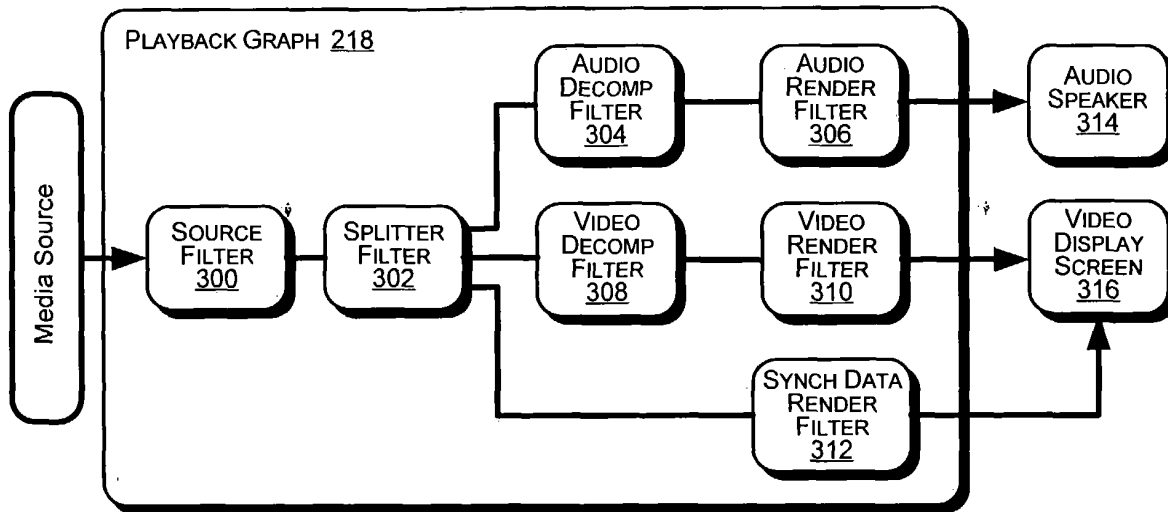 PLAYBACK GRAPH 218
Media Source
SOURCE
FILTER
300
SPLITTER
FILTER
302
AUDIO
DECOMP
FILTER
304
AUDIO
RENDER
FILTER
306
AUDIO
SPEAKER
314
VIDEO
DECOMP
FILTER
308
VIDEO
RENDER
FILTER
310
VIDEO
DISPLAY
SCREEN
316
SYNCH DATA
RENDER
FILTER
312